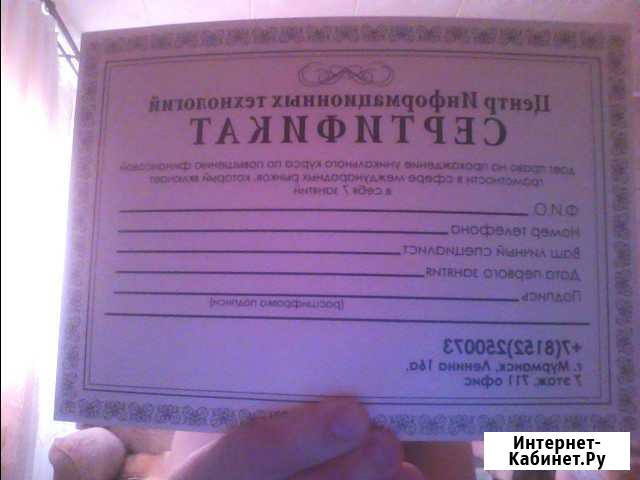 Центр Информационных технологий
СЕРТИФИКАТ
дает право на прохождение уникального курса по повышению финансовой
грамотности в сфере международных рынков, который включает
в себя 7 занятий
Ф.И.О.
Номер телефона
Ваш личный специалист
Дата первого занятия
Подпись
(расшифровка подписи)
+7(8152)250073
г. Мурманск, Ленина 16а,
7 этаж, 711 офис
Интернет-
Кабинет.Ру